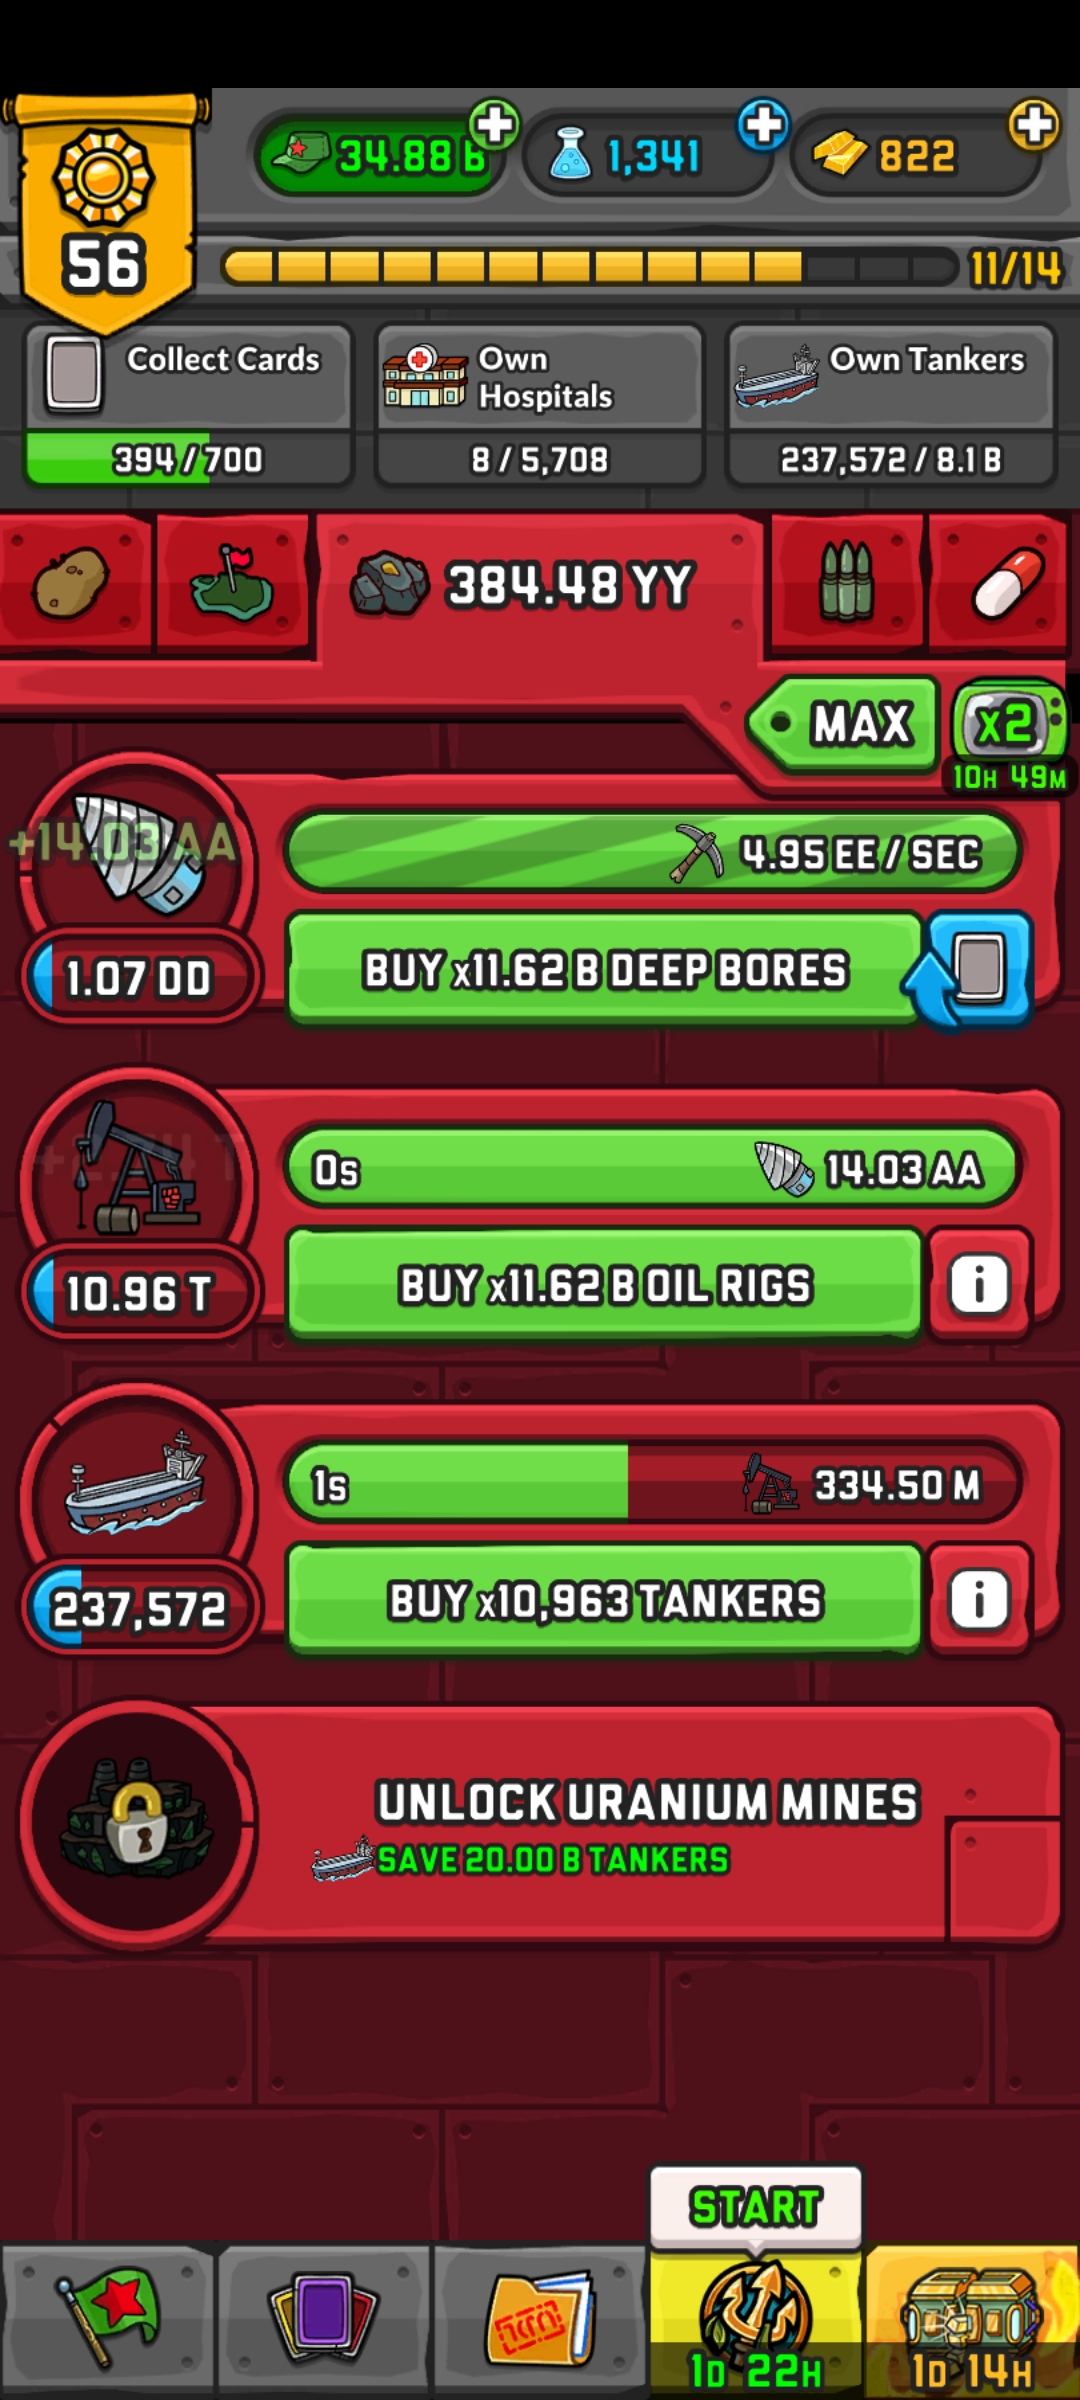 56
34.88 B
1,341
822
11/14
Collect Cards
394/700
Own
Hospitals
8/5,708
Own Tankers
237,572/8.1 B
384.48 YY
MAX
x2
10H 49M
+14.03 AA
4.95 EE/SEC
1.07 DD
BUY x11.62 B DEEP BORES
0s
14.03 AA
10.96 T
BUY x11.62 B OIL RIGS
i
1s
334.50 M
237,572
BUY x10,963 TANKERS
i
UNLOCK URANIUM MINES
SAVE 20.00 B TANKERS
START
1D 22H
1D 14H